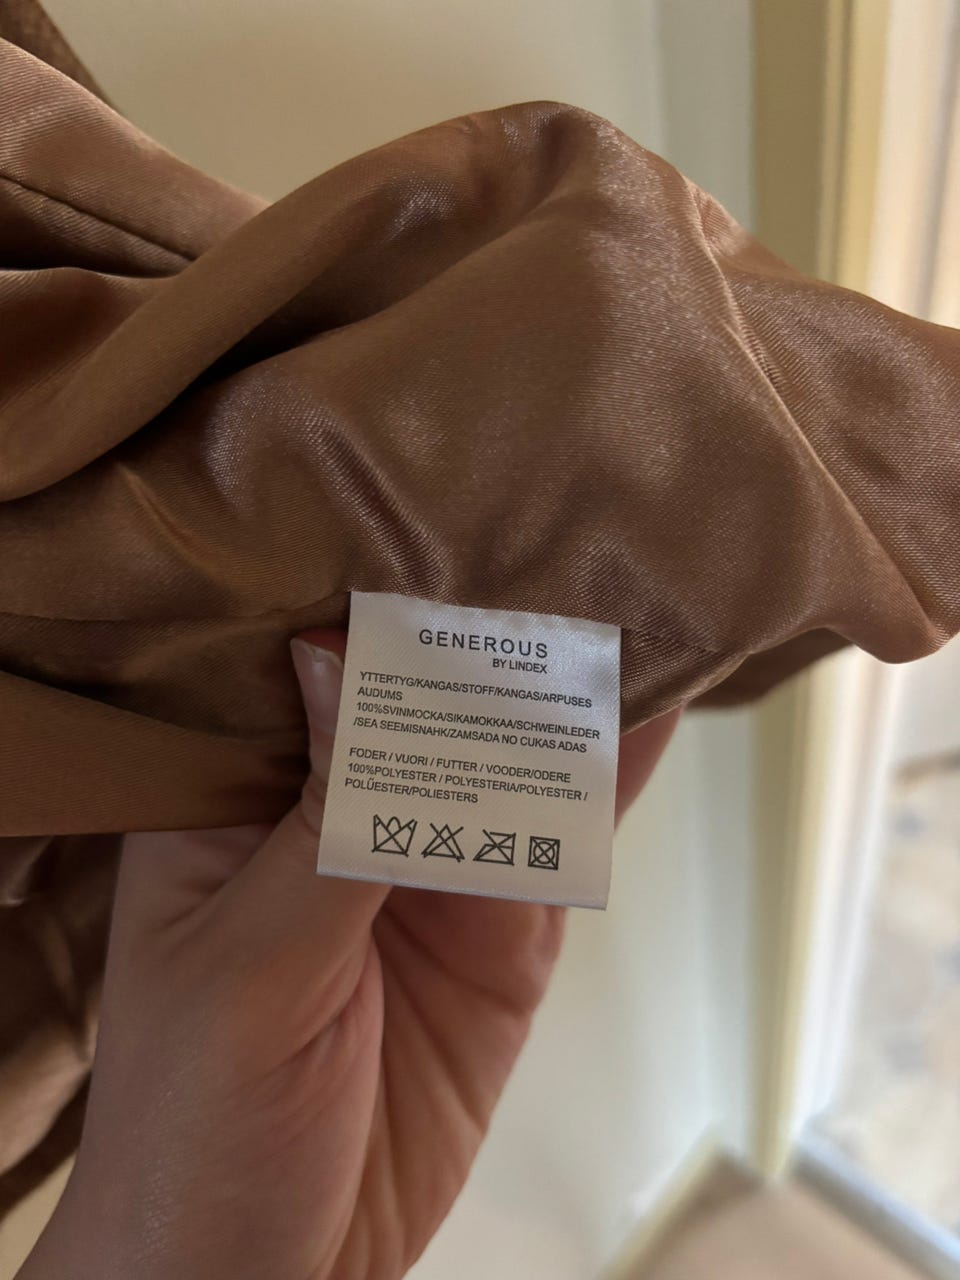 GENEROUS
BY LINDEX
YTTERTYG/KANGAS/STOFF/KANGAS/ARPUSES
AUDUMS
100%SVINMOCKA/SIKAMOKKAA/SCHWEINLEDER
/SEA SEEMISNAHK/ZAMSADA NO CUKAS ADAS
FODER / VUORI / FUTTER / VOODER/ODERE
100%POLYESTER / POLYESTERIA/POLYESTER /
POLŰESTER/POLIESTERS